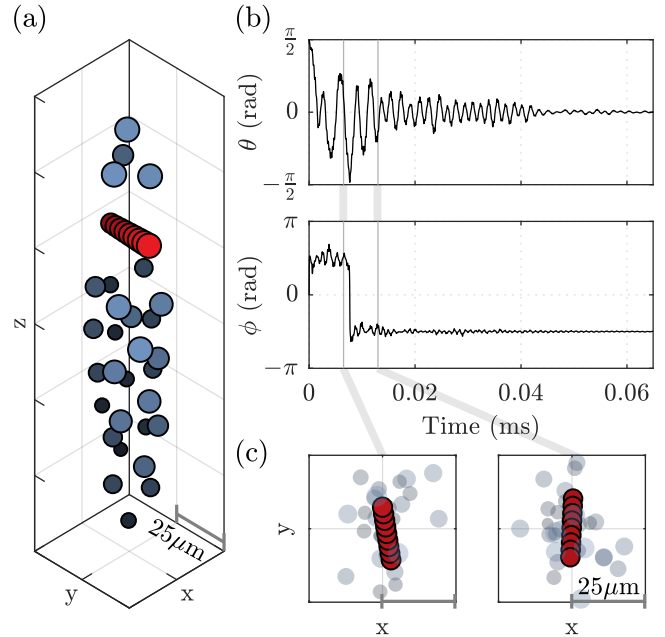 (a)
z
y
x
25μm
(b)
π/2
0
−π/2
θ (rad)
π
0
−π
ϕ (rad)
0
0.02
0.04
0.06
Time (ms)
(c)
y
x
x
25μm